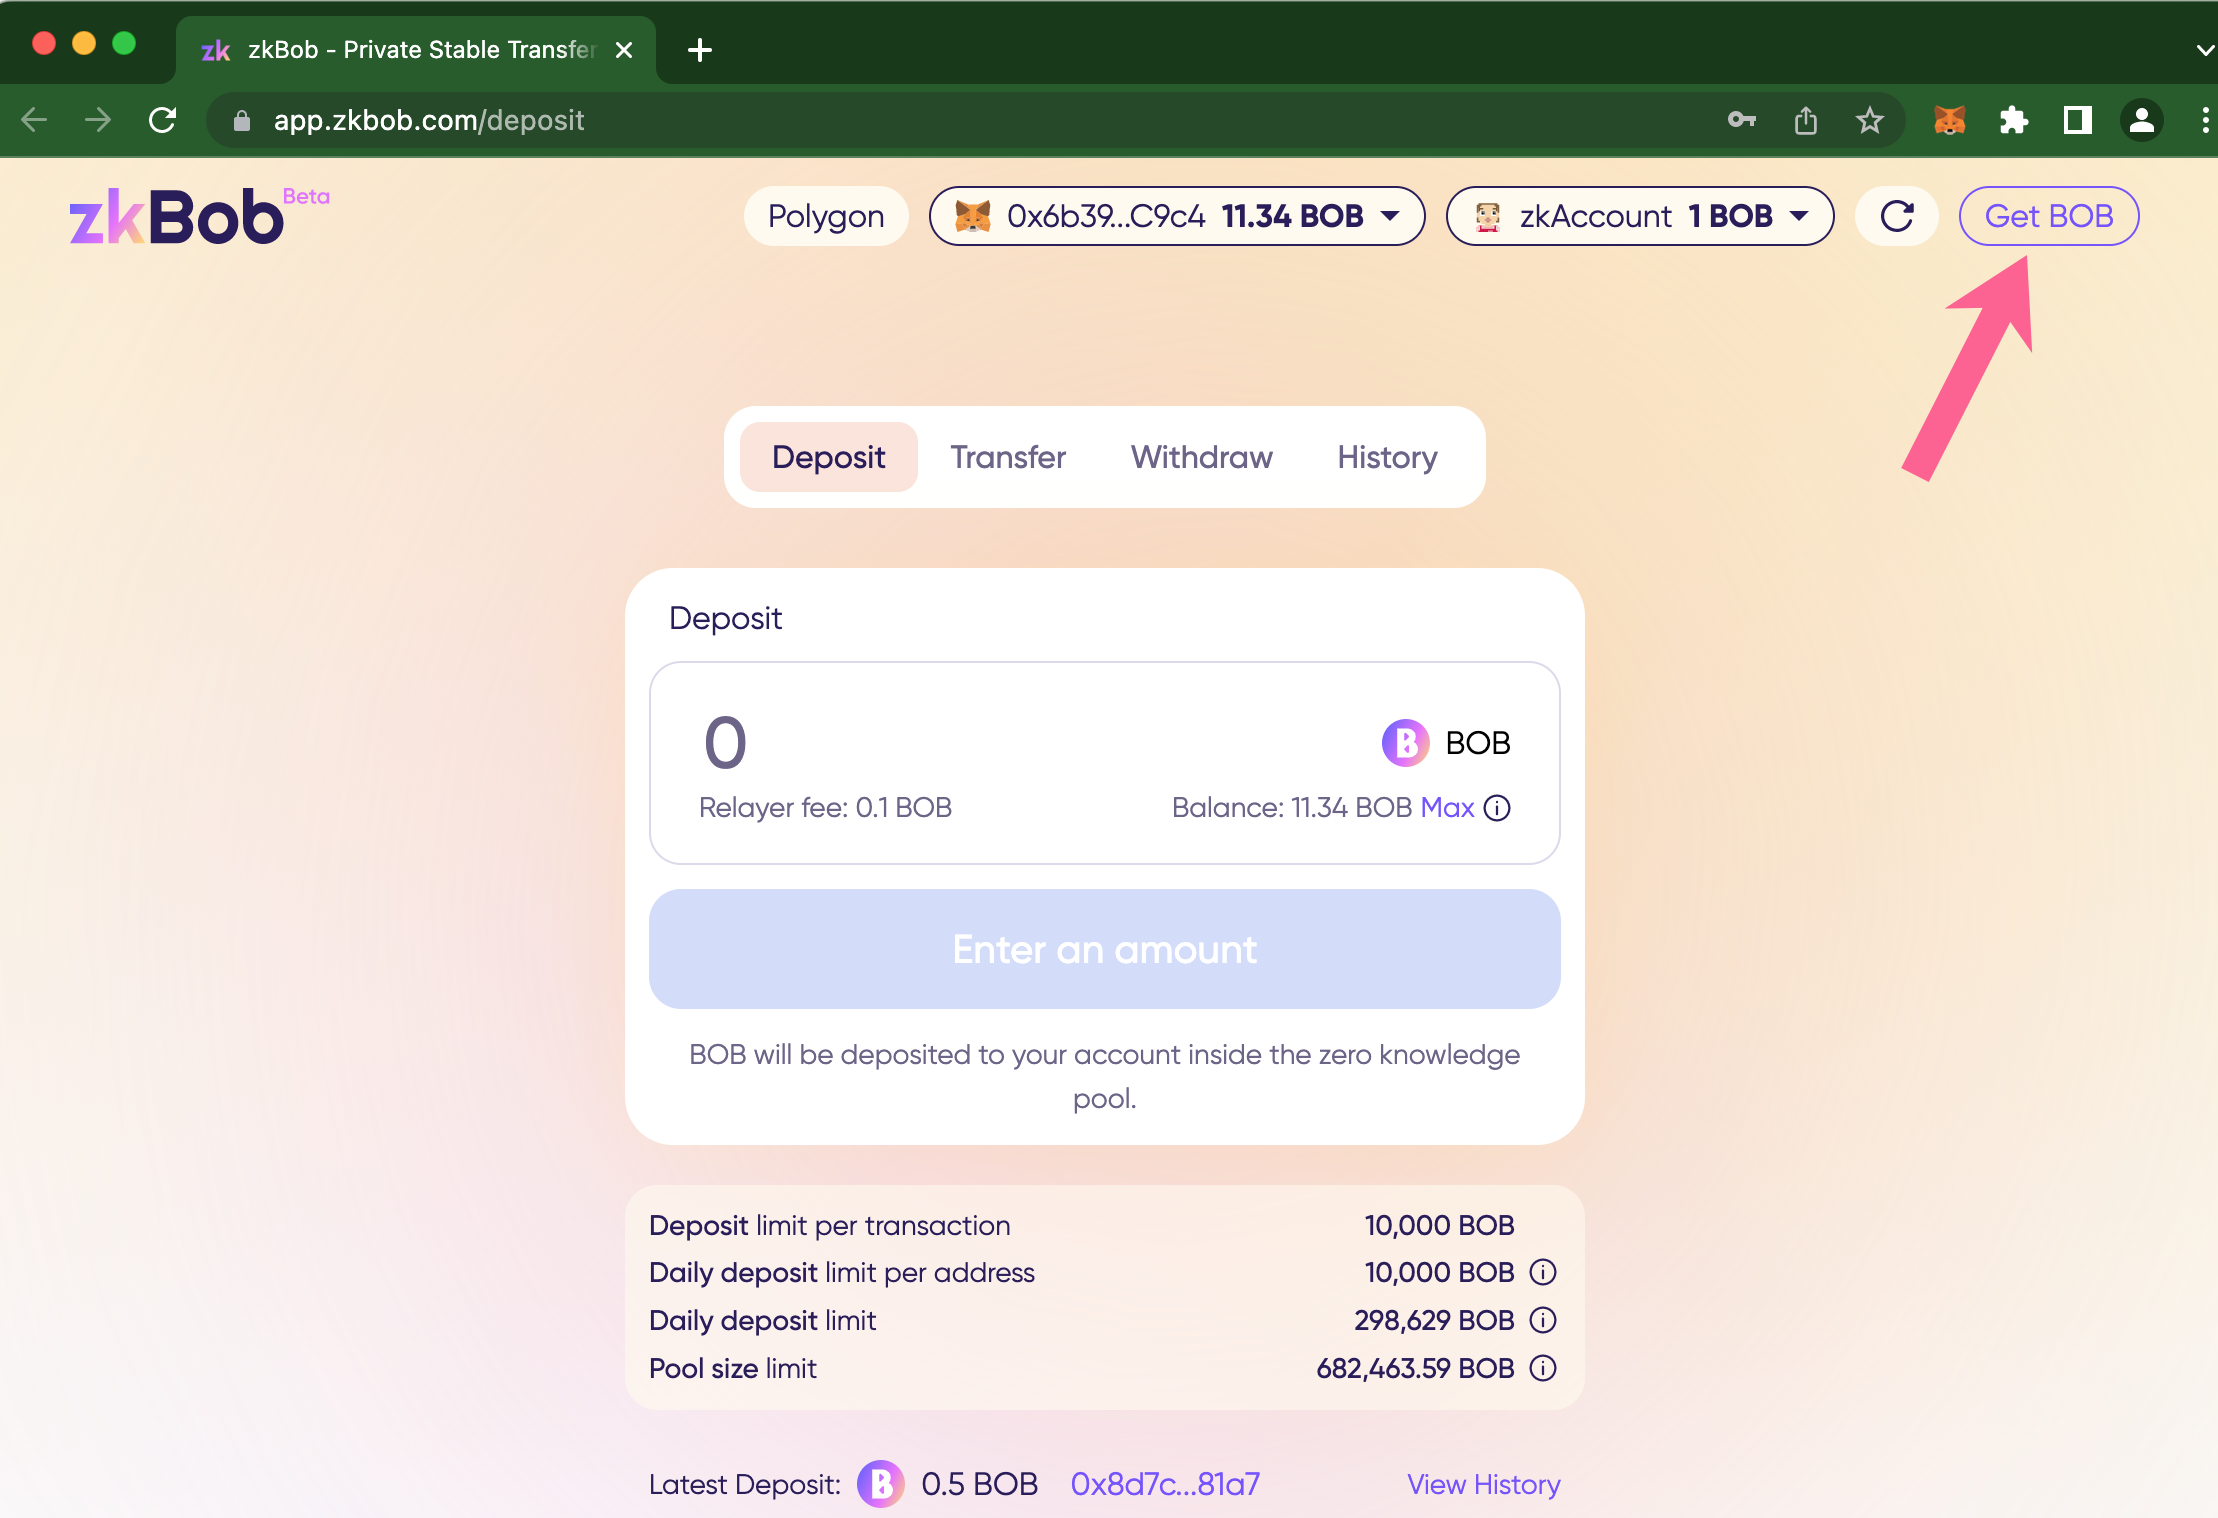 zk zkBob - Private Stable Transfer
app.zkbob.com/deposit
zkBob Beta
Polygon 0x6b39...C9c4 11.34 BOB zkAccount 1 BOB Get BOB
Deposit Transfer Withdraw History
Deposit
0 B BOB
Relayer fee: 0.1 BOB Balance: 11.34 BOB Max
Enter an amount
BOB will be deposited to your account inside the zero knowledge
pool.
Deposit limit per transaction 10,000 BOB
Daily deposit limit per address 10,000 BOB
Daily deposit limit 298,629 BOB
Pool size limit 682,463.59 BOB
Latest Deposit: B 0.5 BOB 0x8d7c...81a7 View History